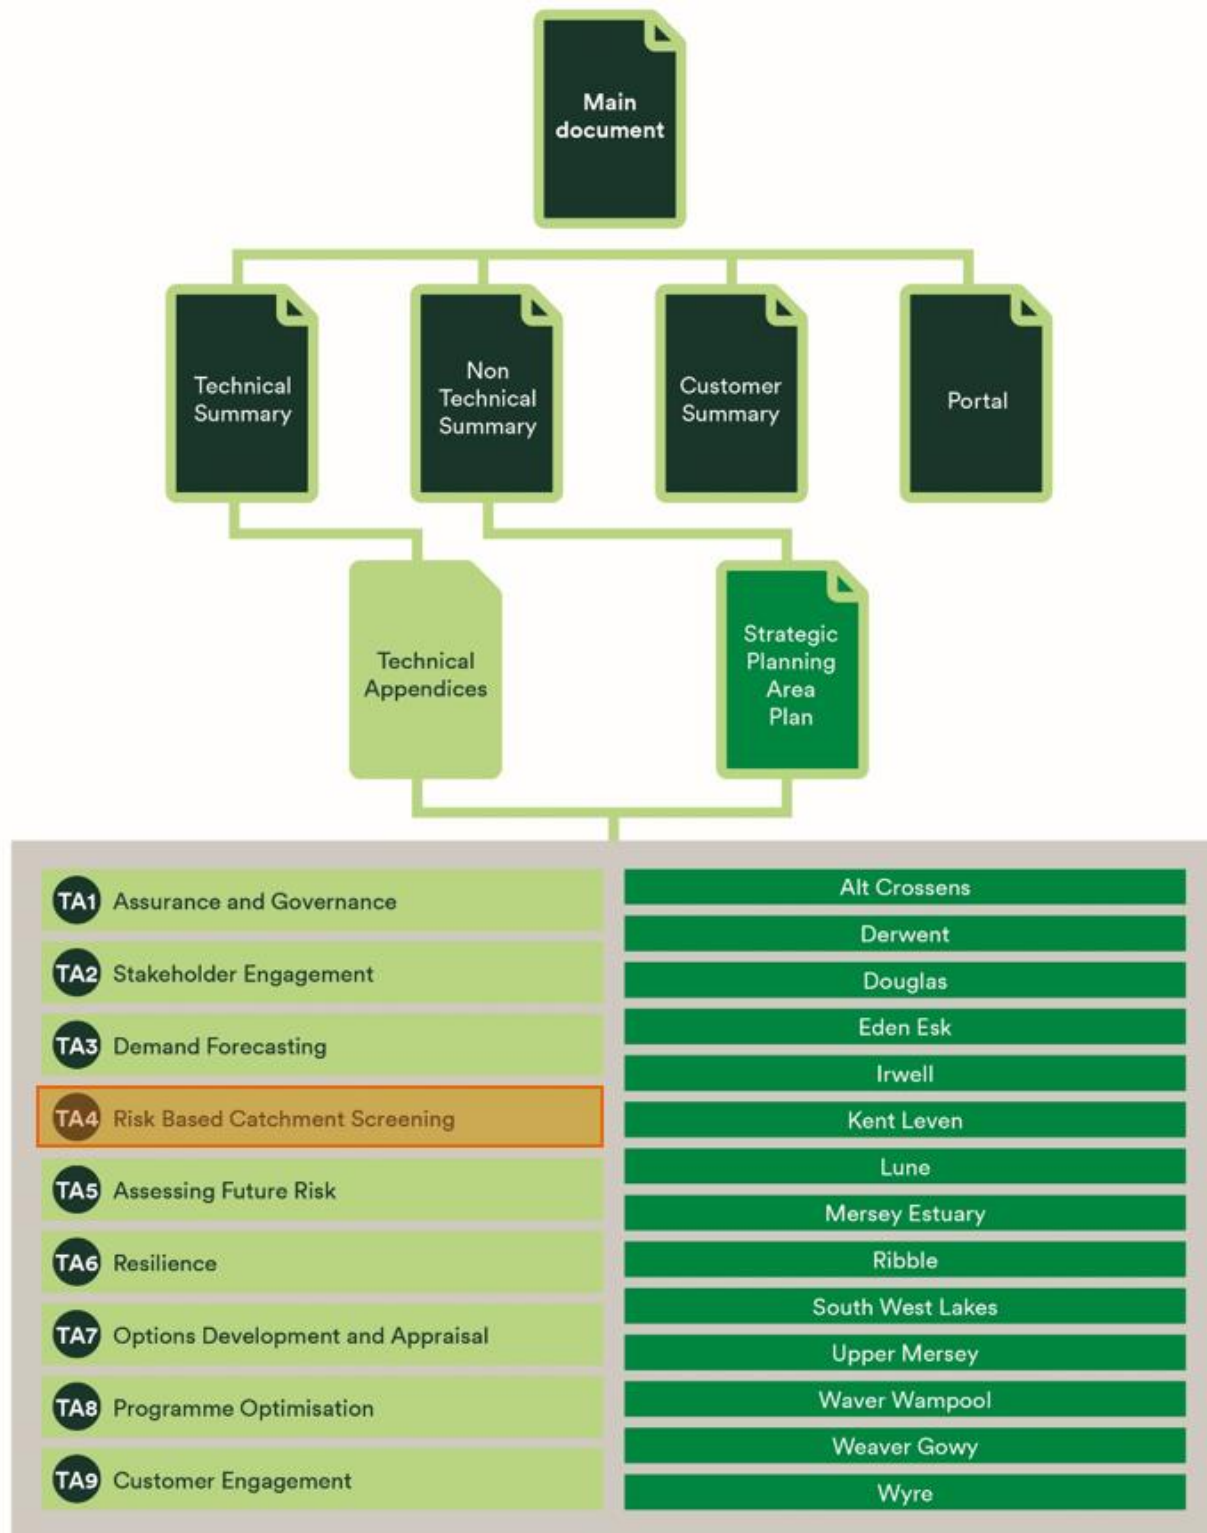 Main
document
Technical
Summary
Non
Technical
Summary
Customer
Summary
Portal
Technical
Appendices
Strategic
Planning
Area
Plan
TA1 Assurance and Governance
TA2 Stakeholder Engagement
TA3 Demand Forecasting
TA4 Risk Based Catchment Screening
TA5 Assessing Future Risk
TA6 Resilience
TA7 Options Development and Appraisal
TA8 Programme Optimisation
TA9 Customer Engagement
Alt Crossens
Derwent
Douglas
Eden Esk
Irwell
Kent Leven
Lune
Mersey Estuary
Ribble
South West Lakes
Upper Mersey
Waver Wampool
Weaver Gowy
Wyre